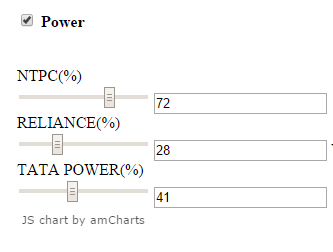 Power
NTPC(%)
72
RELIANCE(%)
28
TATA POWER(%)
41
JS chart by amCharts